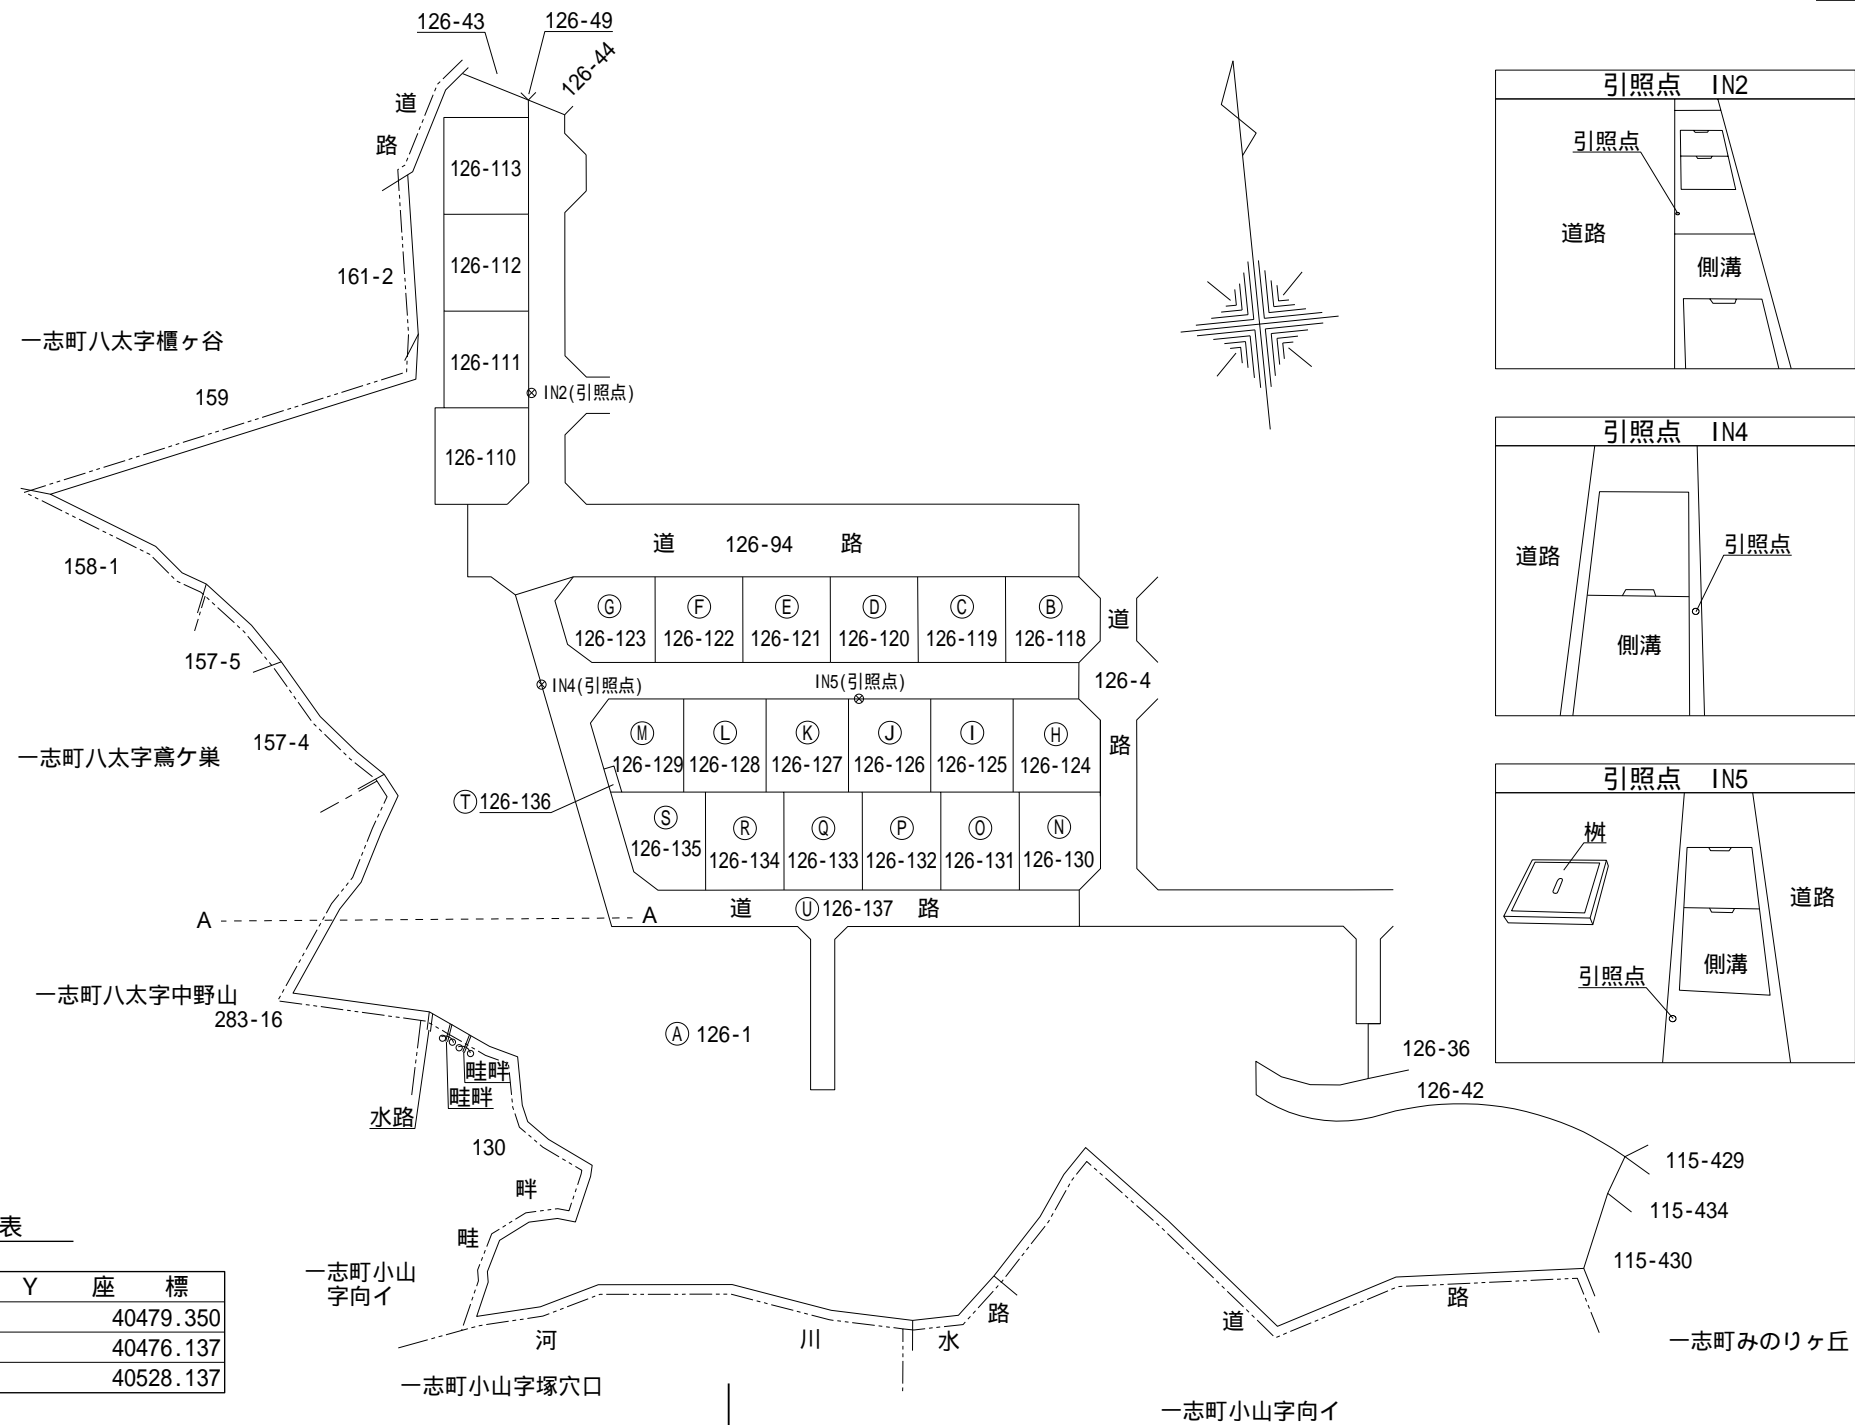 126-43
126-49
126-44
道
路
126-113
126-112
161-2
126-111
一志町八太字櫃ヶ谷
159
IN2(引照点)
126-110
158-1
道 126-94 路
Ⓖ Ⓕ Ⓔ Ⓓ Ⓒ Ⓑ
126-123 126-122 126-121 126-120 126-119 126-118
道
157-5
IN4(引照点)
IN5(引照点)
126-4
一志町八太字鳶ケ巣
157-4
Ⓜ Ⓛ Ⓚ Ⓙ Ⓘ Ⓗ
126-129 126-128 126-127 126-126 126-125 126-124
路
Ⓣ 126-136
Ⓢ Ⓡ Ⓠ Ⓟ Ⓞ Ⓝ
126-135 126-134 126-133 126-132 126-131 126-130
A A
道 Ⓤ 126-137 路
一志町八太字中野山
283-16
Ⓐ 126-1
畦畔
畦畔
水路
130
畔
畦
126-36
126-42
115-429
115-434
115-430
一志町小山
字向イ
河 川 水 路 道 路
一志町みのりヶ丘
一志町小山字塚穴口
一志町小山字向イ
引照点 IN2
引照点
道路
側溝
引照点 IN4
道路
引照点
側溝
引照点 IN5
桝
道路
側溝
引照点
表
Y 座 標
40479.350
40476.137
40528.137